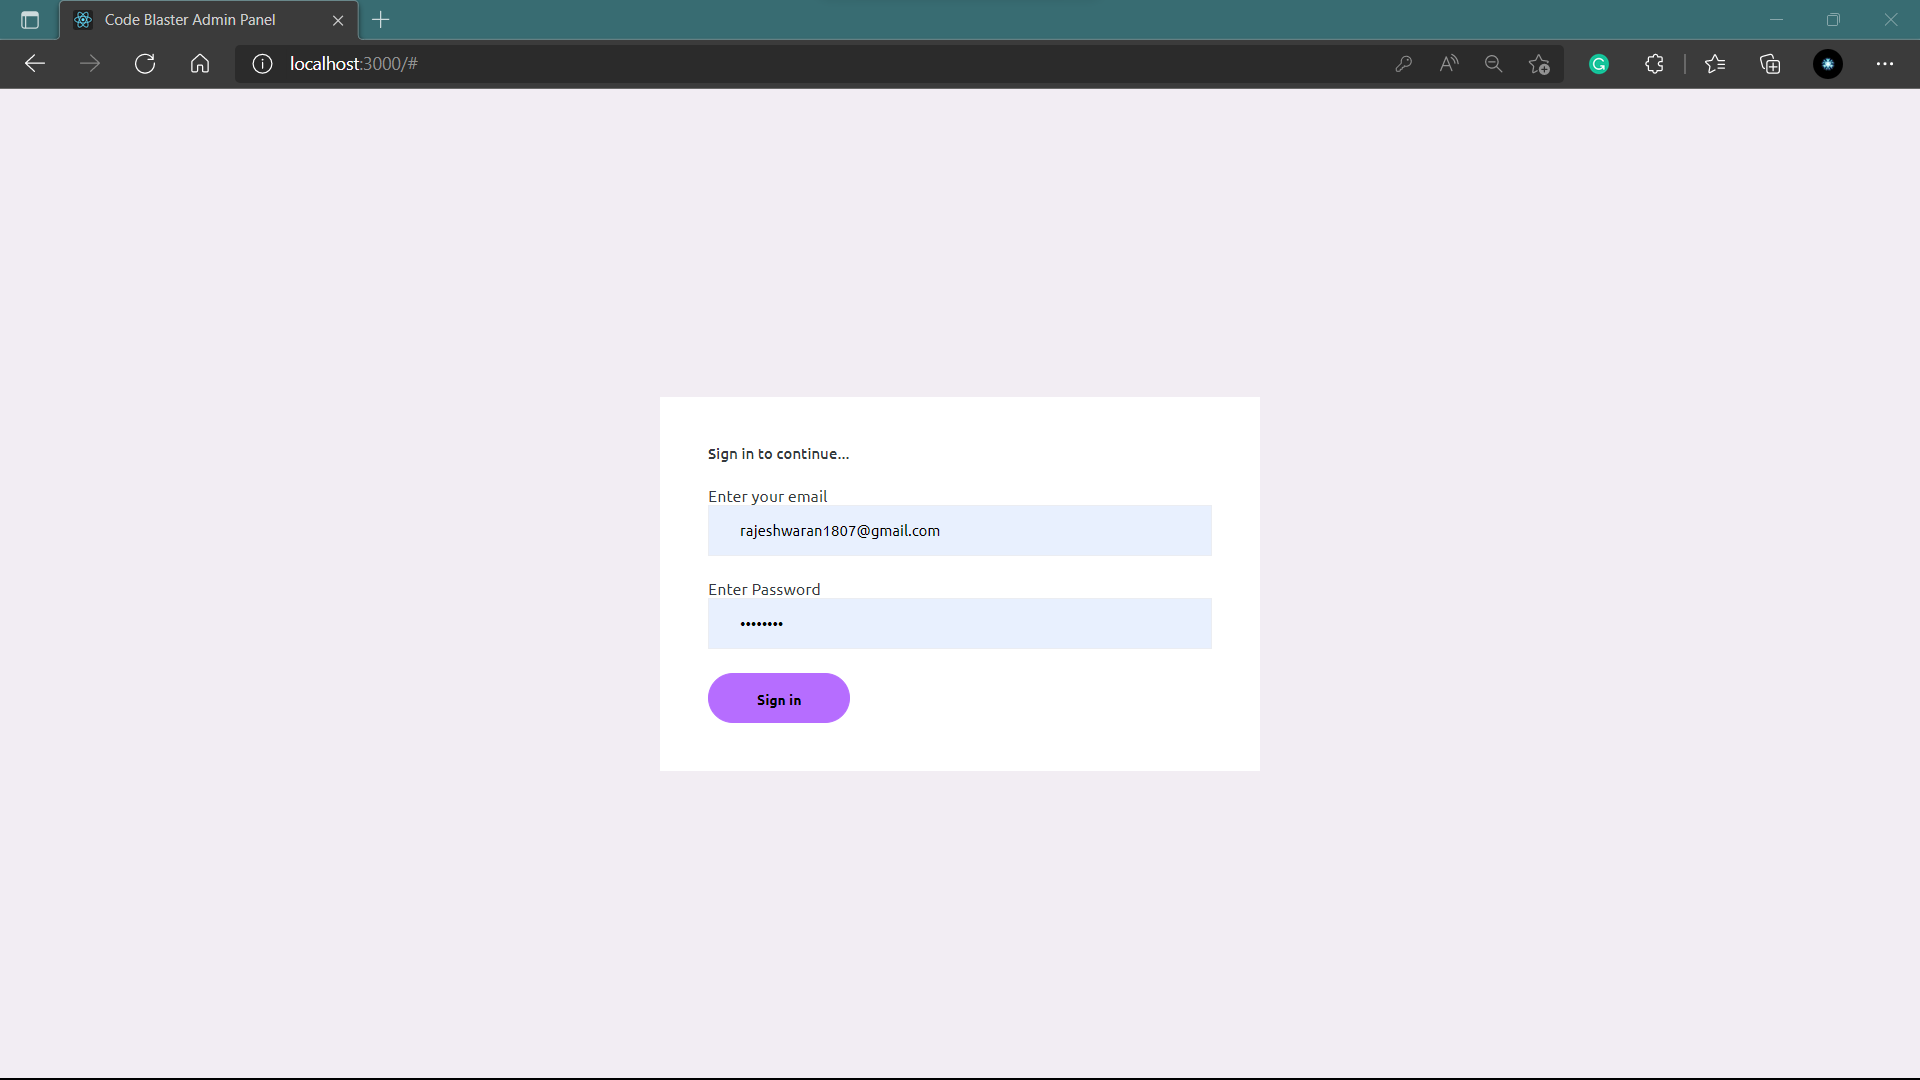 Code Blaster Admin Panel
localhost:3000/#
Sign in to continue...
Enter your email
rajeshwaran1807@gmail.com
Enter Password
••••••••
Sign in